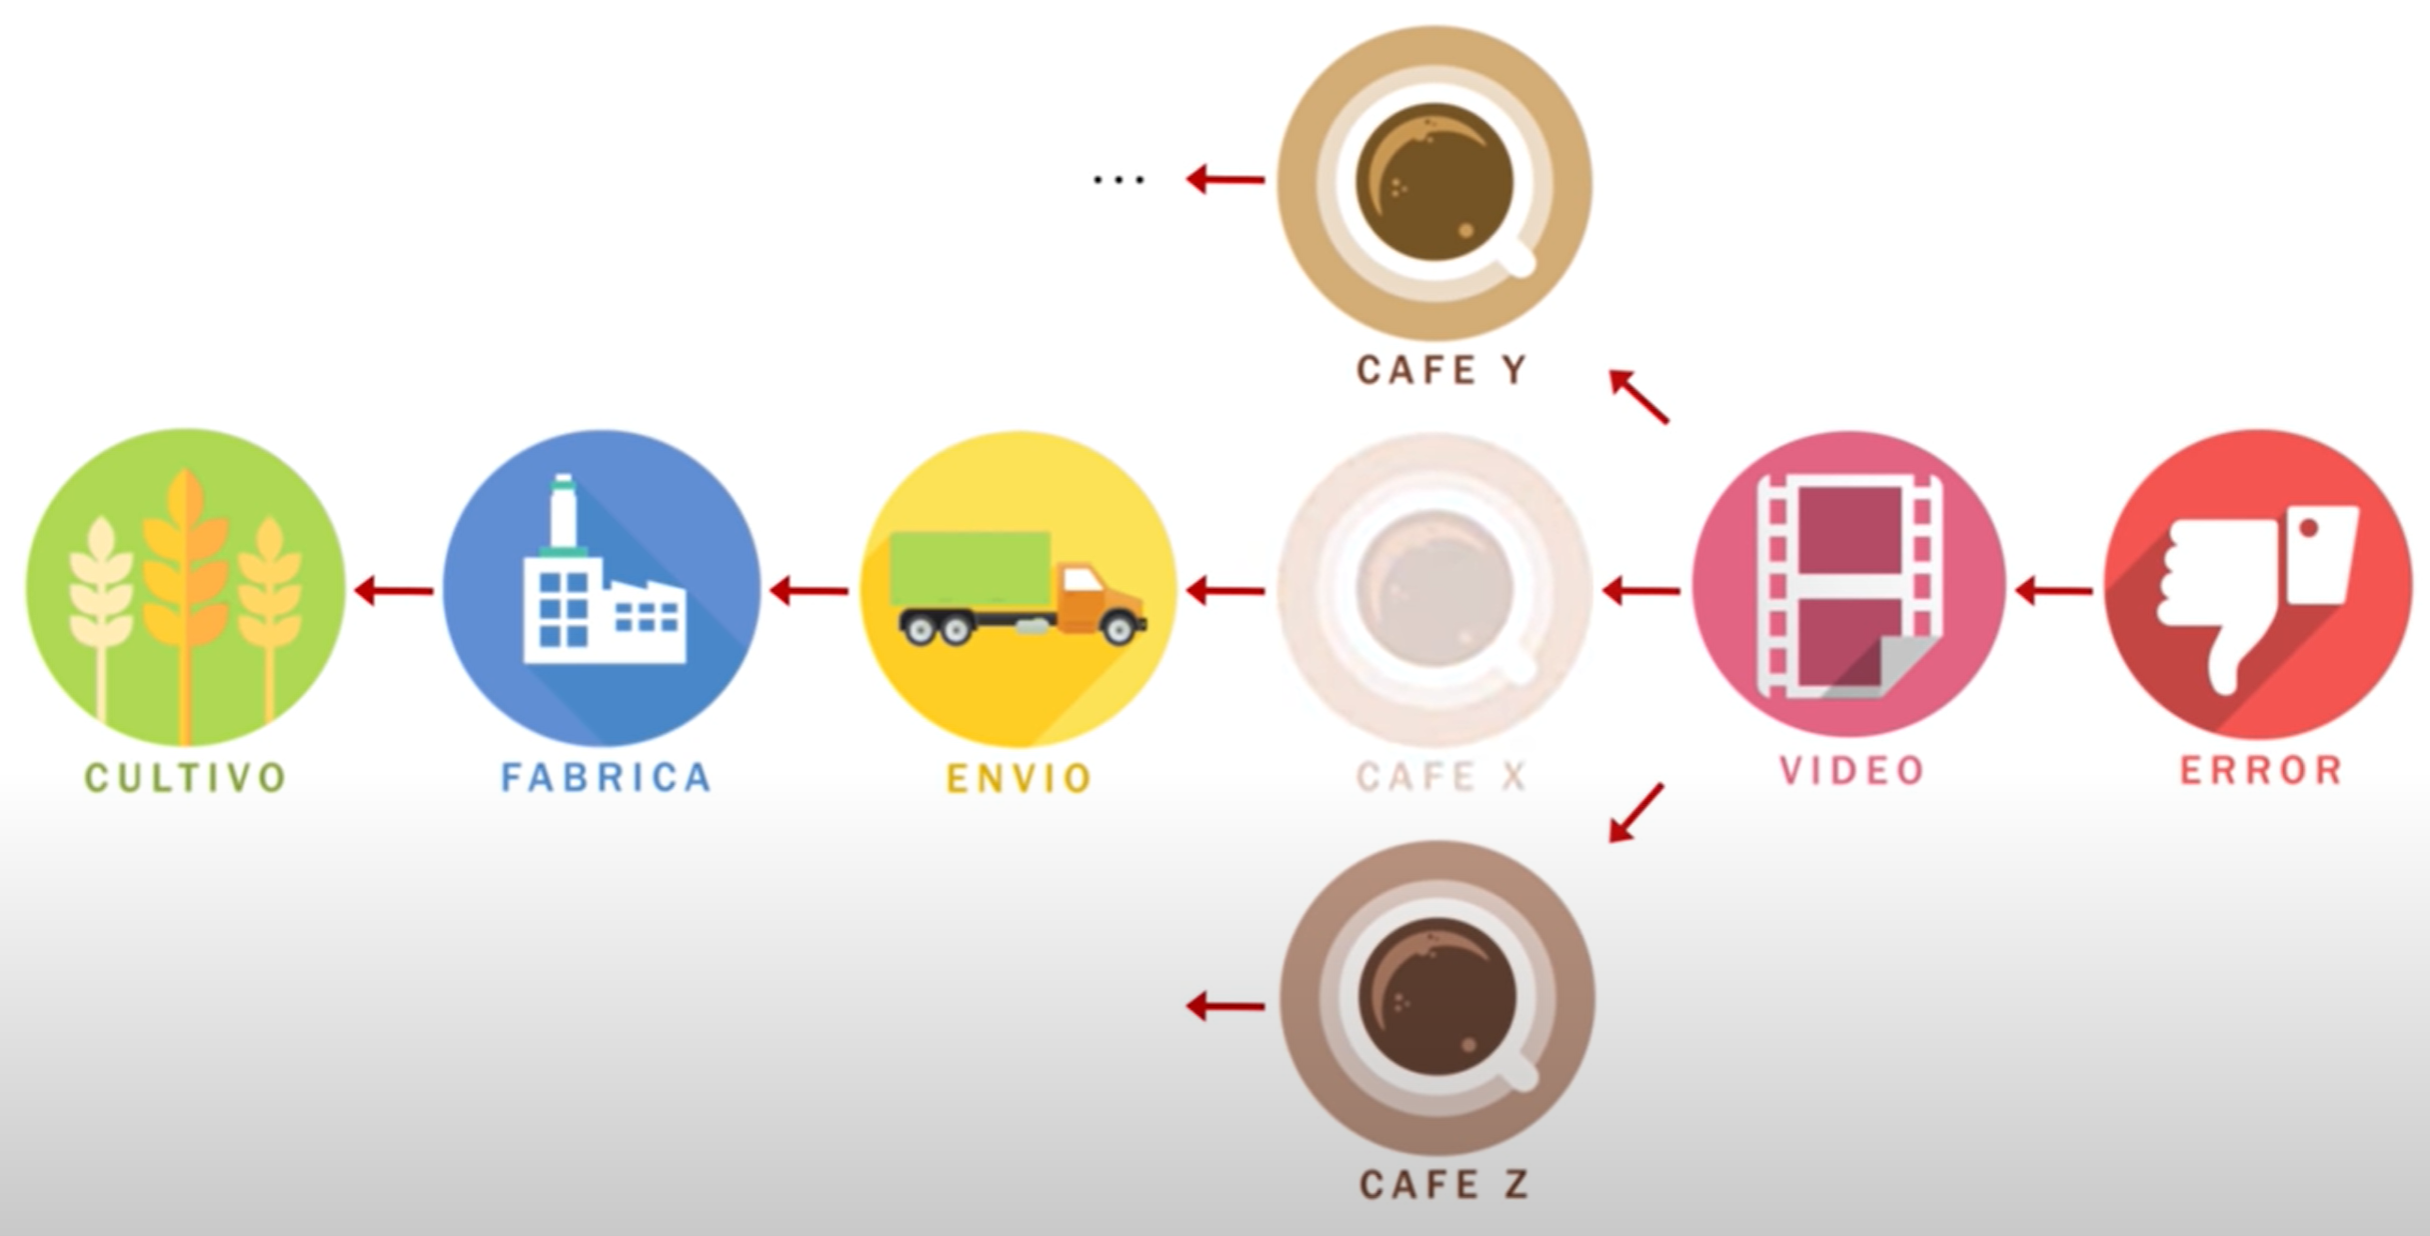 ...
CAFE Y
CULTIVO
FABRICA
ENVIO
CAFE X
VIDEO
ERROR
CAFE Z